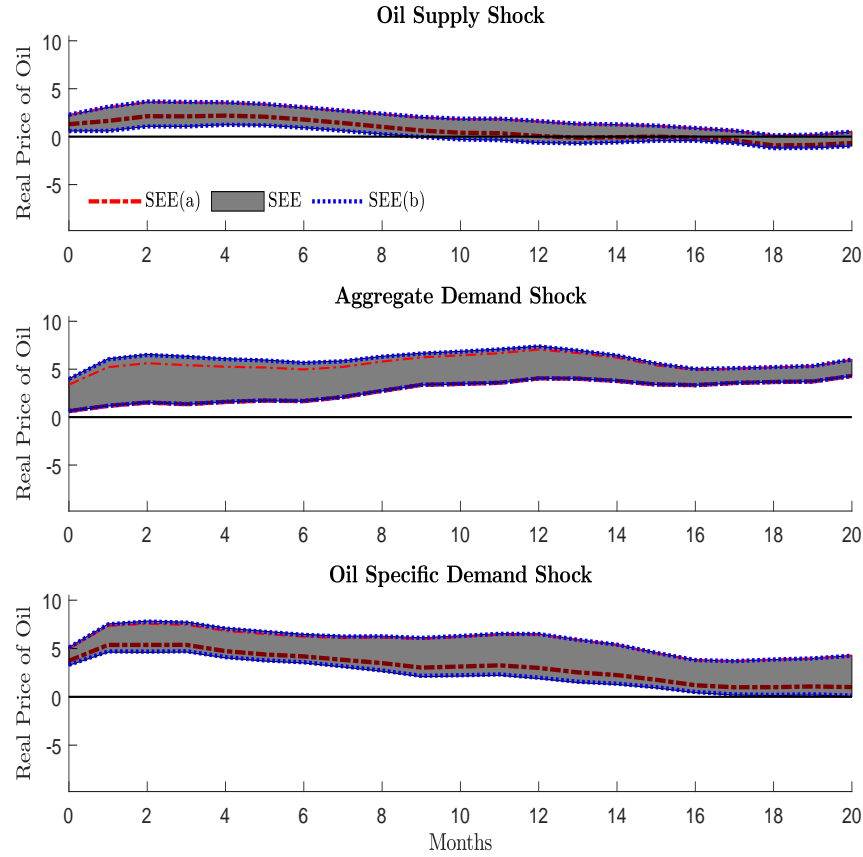 Oil Supply Shock
Real Price of Oil
10
5
0
-5
SEE(a) SEE SEE(b)
0 2 4 6 8 10 12 14 16 18 20
Aggregate Demand Shock
Real Price of Oil
10
5
0
-5
0 2 4 6 8 10 12 14 16 18 20
Oil Specific Demand Shock
Real Price of Oil
10
5
0
-5
0 2 4 6 8 10 12 14 16 18 20
Months